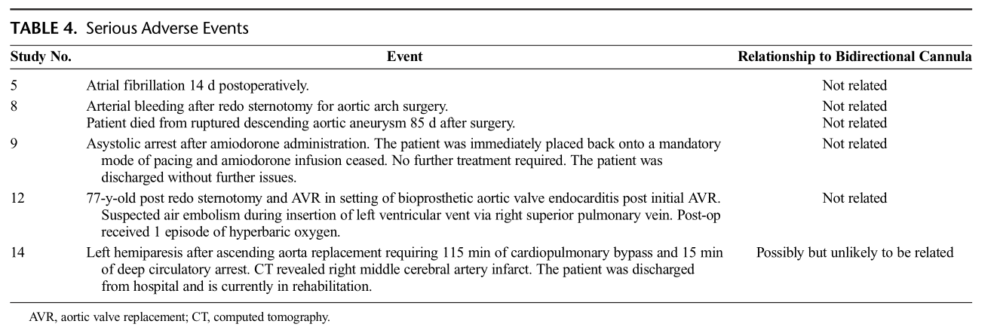 TABLE 4. Serious Adverse Events
Study No. Event Relationship to Bidirectional Cannula
5 Atrial fibrillation 14 d postoperatively. Not related
8 Arterial bleeding after redo sternotomy for aortic arch surgery. Not related
Patient died from ruptured descending aortic aneurysm 85 d after surgery. Not related
9 Asystolic arrest after amiodorone administration. The patient was immediately placed back onto a mandatory Not related
mode of pacing and amiodorone infusion ceased. No further treatment required. The patient was
discharged without further issues.
12 77-y-old post redo sternotomy and AVR in setting of bioprosthetic aortic valve endocarditis post initial AVR. Not related
Suspected air embolism during insertion of left ventricular vent via right superior pulmonary vein. Post-op
received 1 episode of hyperbaric oxygen.
14 Left hemiparesis after ascending aorta replacement requiring 115 min of cardiopulmonary bypass and 15 min Possibly but unlikely to be related
of deep circulatory arrest. CT revealed right middle cerebral artery infarct. The patient was discharged
from hospital and is currently in rehabilitation.
AVR, aortic valve replacement; CT, computed tomography.